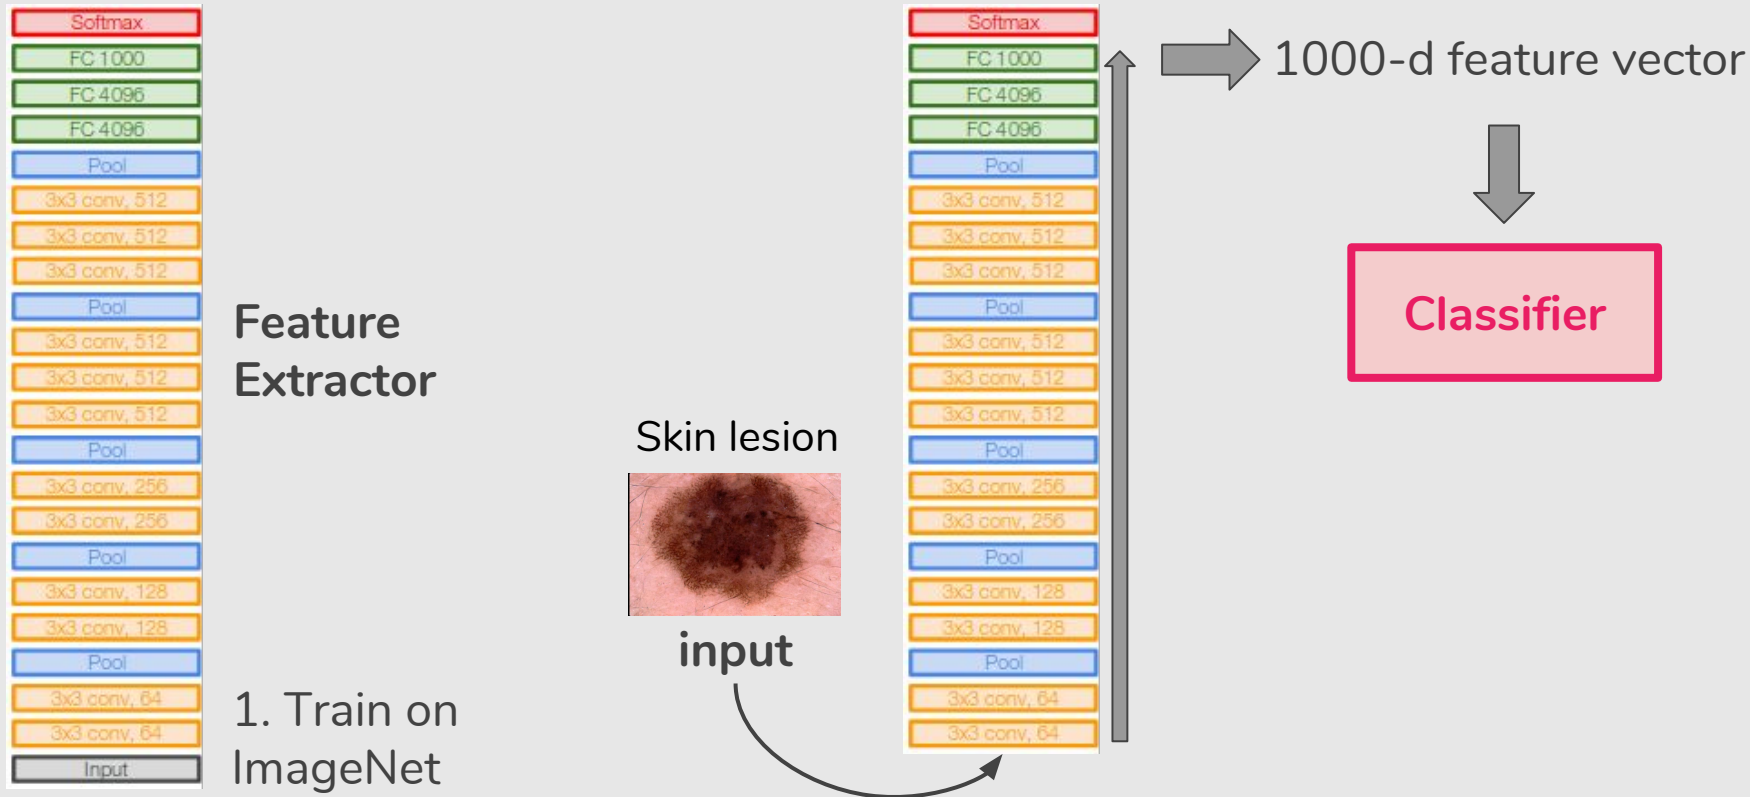 Softmax
FC 1000
FC 4096
FC 4096
Pool
3x3 conv, 512
3x3 conv, 512
3x3 conv, 512
Pool
3x3 conv, 512
3x3 conv, 512
3x3 conv, 512
Pool
3x3 conv, 256
3x3 conv, 256
Pool
3x3 conv, 128
3x3 conv, 128
Pool
3x3 conv, 64
3x3 conv, 64
Input
Feature
Extractor
1. Train on
ImageNet
Skin lesion
input
Softmax
FC 1000
FC 4096
FC 4096
Pool
3x3 conv, 512
3x3 conv, 512
3x3 conv, 512
Pool
3x3 conv, 512
3x3 conv, 512
3x3 conv, 512
Pool
3x3 conv, 256
3x3 conv, 256
Pool
3x3 conv, 128
3x3 conv, 128
Pool
3x3 conv, 64
3x3 conv, 64
1000-d feature vector
Classifier